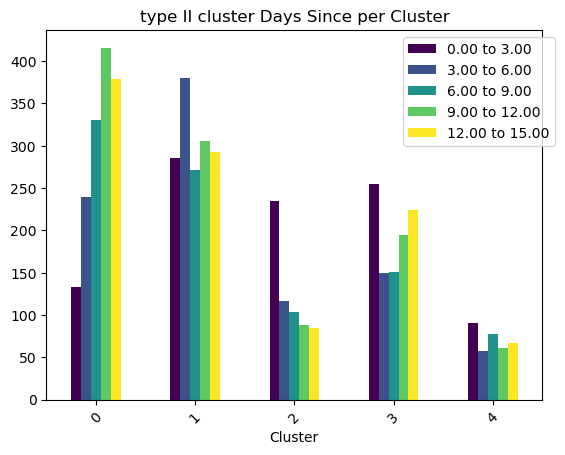 type II cluster Days Since per Cluster
400
350
300
250
200
150
100
50
0
0.00 to 3.00
3.00 to 6.00
6.00 to 9.00
9.00 to 12.00
12.00 to 15.00
0 1 2 3 4
Cluster